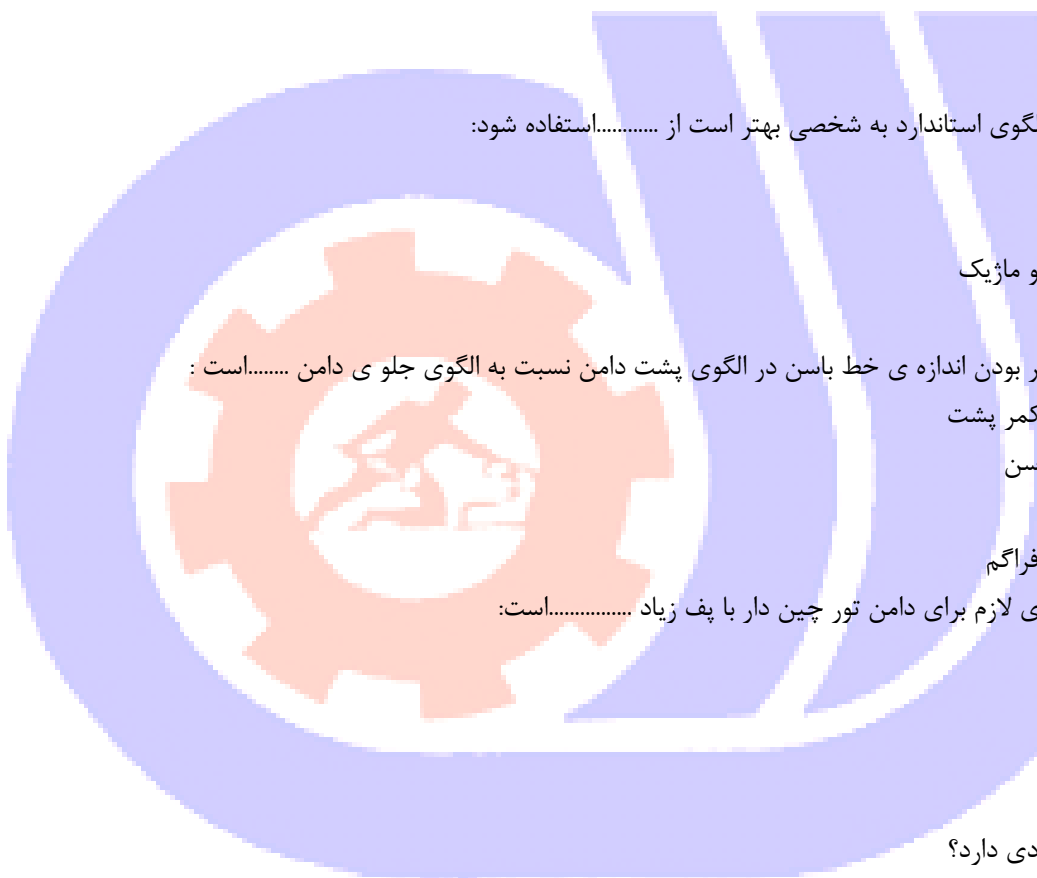 لگوی استاندارد به شخصی بهتر است از ............استفاده شود:
و ماژیک
ر بودن اندازه ی خط باسن در الگوی پشت دامن نسبت به الگوی جلو ی دامن ........است :
کمر پشت
سن
فراگم
ی لازم برای دامن تور چین دار با پف زیاد ...............است:
دی دارد؟